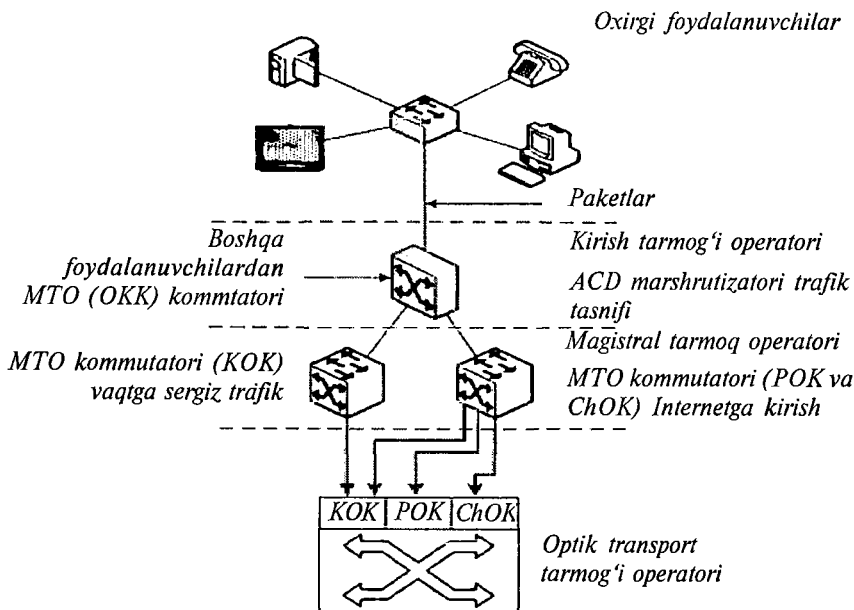 Oxirgi foydalanuvchilar
Paketlar
Boshqa
foydalanuvchilardan
MTO (OKK) kommtatori
Kirish tarmog‘i operatori
ACD marshrutizatori trafik
tasnifi
Magistral tarmoq operatori
MTO kommutatori (KOK)
vaqtga sergiz trafik
MTO kommutatori (POK va
ChOK) Internetga kirish
KOK POK ChOK
Optik transport
tarmog‘i operatori